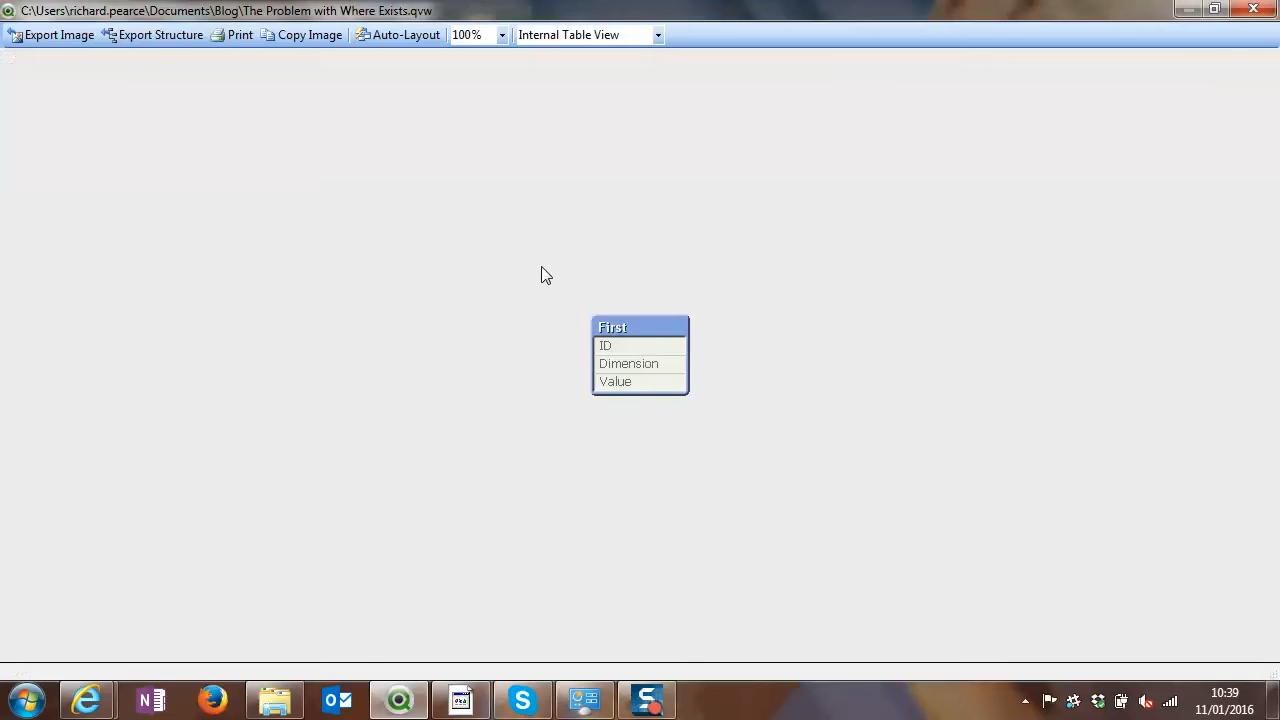 C:\Users\richard.pearce\Documents\Blog\The Problem with Where Exists.qvw
Export Image Export Structure Print Copy Image Auto-Layout 100% Internal Table View
First
ID
Dimension
Value
10:39
11/01/2016